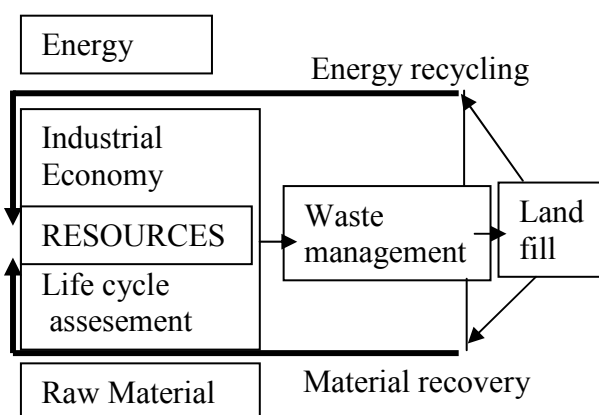 Energy
Energy recycling
Industrial
Economy
RESOURCES
Life cycle
assesement
Waste
management
Land
fill
Material recovery
Raw Material